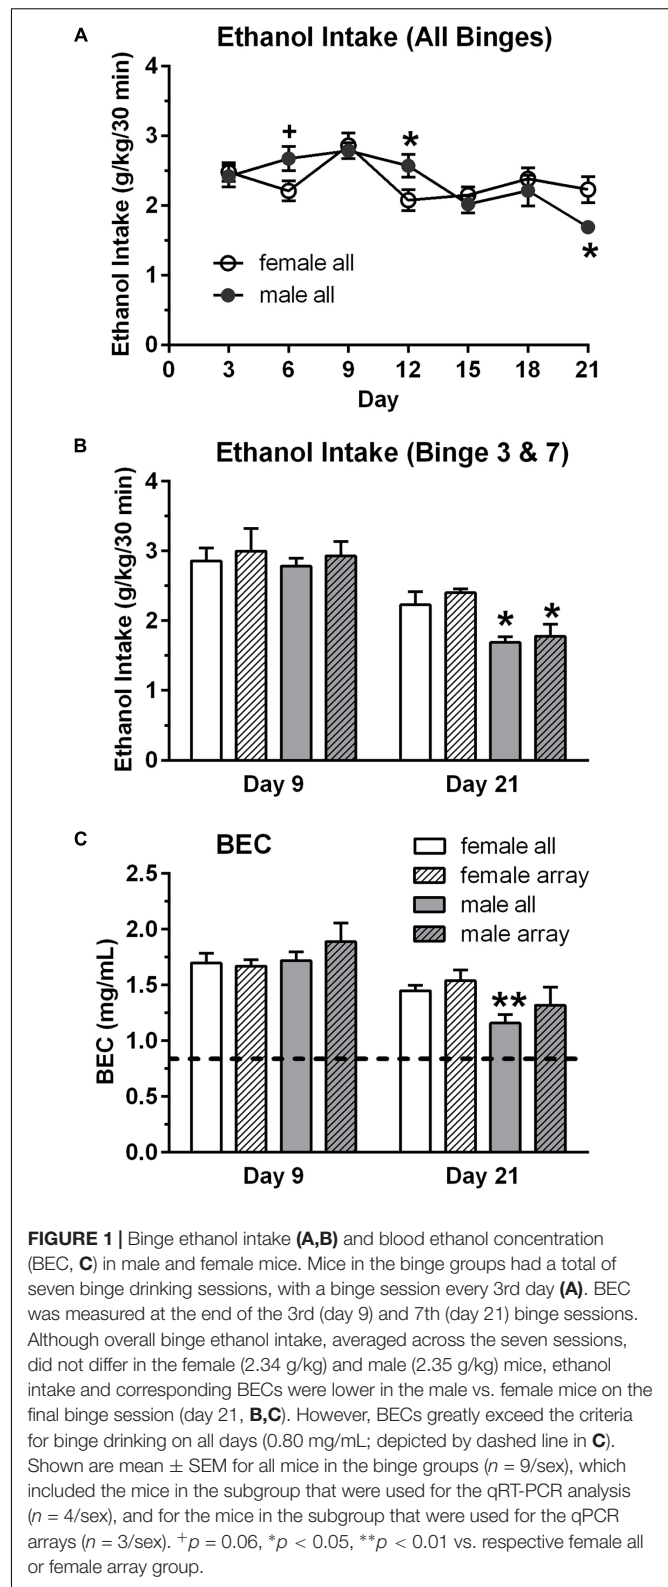 A
Ethanol Intake (All Binges)
Ethanol Intake (g/kg/30 min)
4
3
2
1
0
+
*
*
female all
male all
0 3 6 9 12 15 18 21
Day
B
Ethanol Intake (Binge 3 & 7)
Ethanol Intake (g/kg/30 min)
4
3
2
1
0
*
*
Day 9 Day 21
C
BEC
female all
female array
male all
male array
BEC (mg/mL)
2.5
2.0
1.5
1.0
0.5
0.0
**
Day 9 Day 21
FIGURE 1 | Binge ethanol intake (A,B) and blood ethanol concentration
(BEC, C) in male and female mice. Mice in the binge groups had a total of
seven binge drinking sessions, with a binge session every 3rd day (A). BEC
was measured at the end of the 3rd (day 9) and 7th (day 21) binge sessions.
Although overall binge ethanol intake, averaged across the seven sessions,
did not differ in the female (2.34 g/kg) and male (2.35 g/kg) mice, ethanol
intake and corresponding BECs were lower in the male vs. female mice on the
final binge session (day 21, B,C). However, BECs greatly exceed the criteria
for binge drinking on all days (0.80 mg/mL; depicted by dashed line in C).
Shown are mean ± SEM for all mice in the binge groups (n = 9/sex), which
included the mice in the subgroup that were used for the qRT-PCR analysis
(n = 4/sex), and for the mice in the subgroup that were used for the qPCR
arrays (n = 3/sex). +p = 0.06, *p < 0.05, **p < 0.01 vs. respective female all
or female array group.